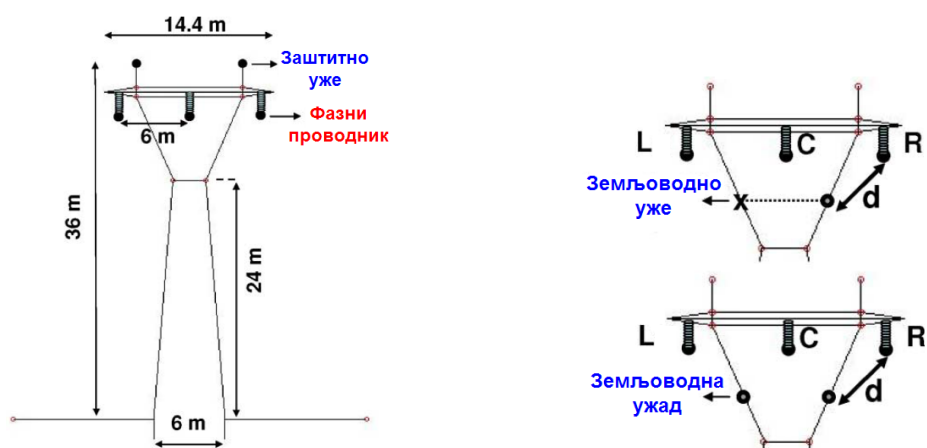 14.4 m
Заштитно
уже
6 m
Фазни
проводник
36 m
24 m
6 m
L
C
R
Земљоводно
уже
x
d
L
C
R
Земљоводна
ужад
d